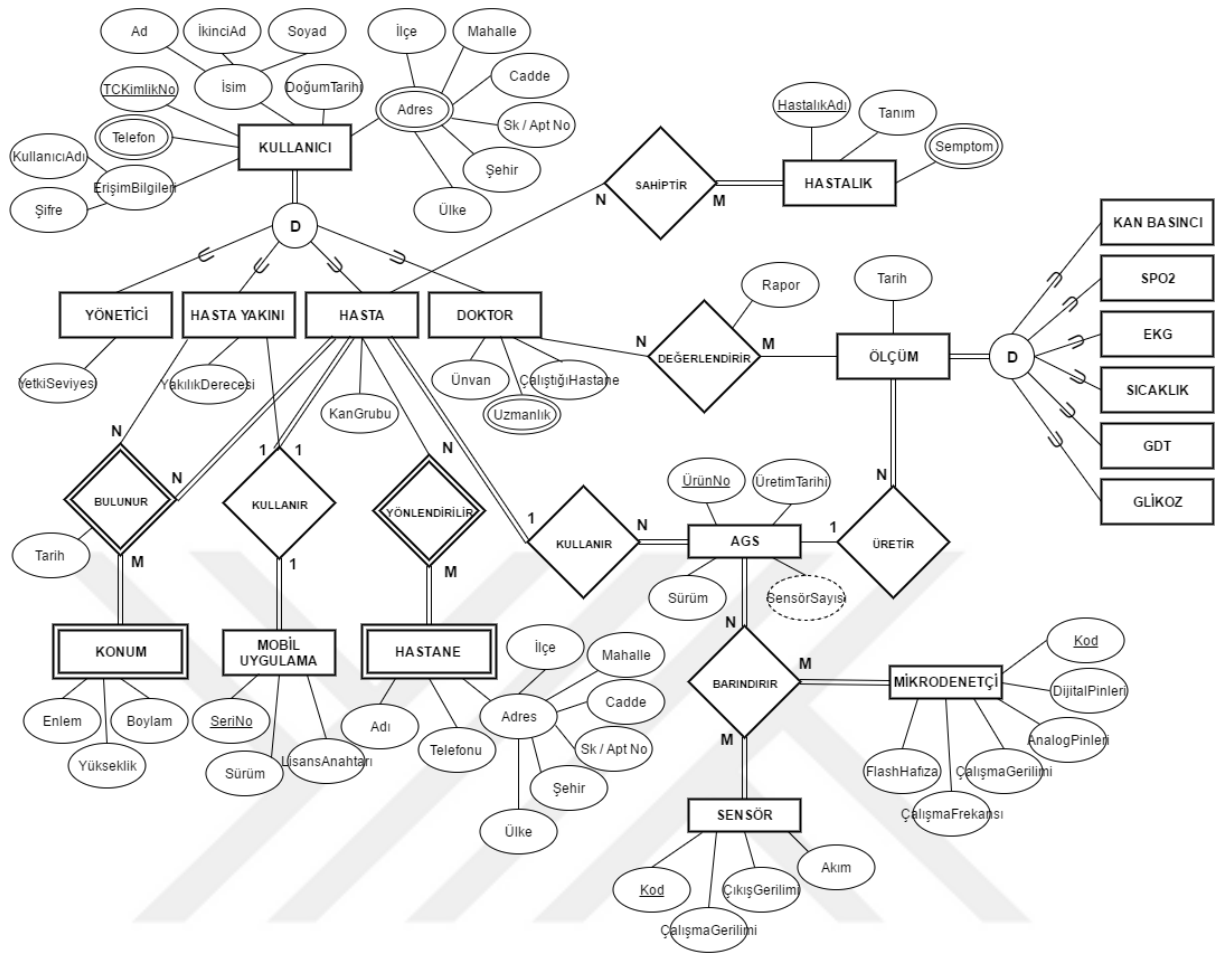 Ad
İkinciAd
Soyad
İlçe
Mahalle
TCKimlikNo
İsim
DoğumTarihi
Adres
Cadde
Telefon
KULLANICI
Sk / Apt No
KullanıcıAdı
ErişimBilgileri
Şifre
Şehir
Ülke
HastalıkAdı
Tanım
Semptom
SAHİPTİR
N
M
HASTALIK
D
YÖNETİCİ
HASTA YAKINI
HASTA
DOKTOR
YetkiSeviyesi
YakılıkDerecesi
KanGrubu
Ünvan
ÇalıştığıHastane
Uzmanlık
Rapor
Tarih
N
DEĞERLENDİRİR
M
ÖLÇÜM
D
KAN BASINCI
SPO2
EKG
SICAKLIK
GDT
GLİKOZ
N
N
BULUNUR
Tarih
M
1
1
KULLANIR
1
N
YÖNLENDİRİLİR
M
1
KULLANIR
N
ÜrünNo
ÜretimTarihi
AGS
Sürüm
SensörSayısı
1
N
ÜRETİR
KONUM
Enlem
Boylam
Yükseklik
MOBİL
UYGULAMA
SeriNo
Sürüm
LisansAnahtarı
HASTANE
Adı
Telefonu
İlçe
Mahalle
Adres
Cadde
Sk / Apt No
Şehir
Ülke
N
BARINDIRIR
M
M
MİKRODENETÇİ
Kod
DijitalPinleri
AnalogPinleri
FlashHafıza
ÇalışmaGerilimi
ÇalışmaFrekansı
SENSÖR
Kod
ÇalışmaGerilimi
ÇıkışGerilimi
Akım